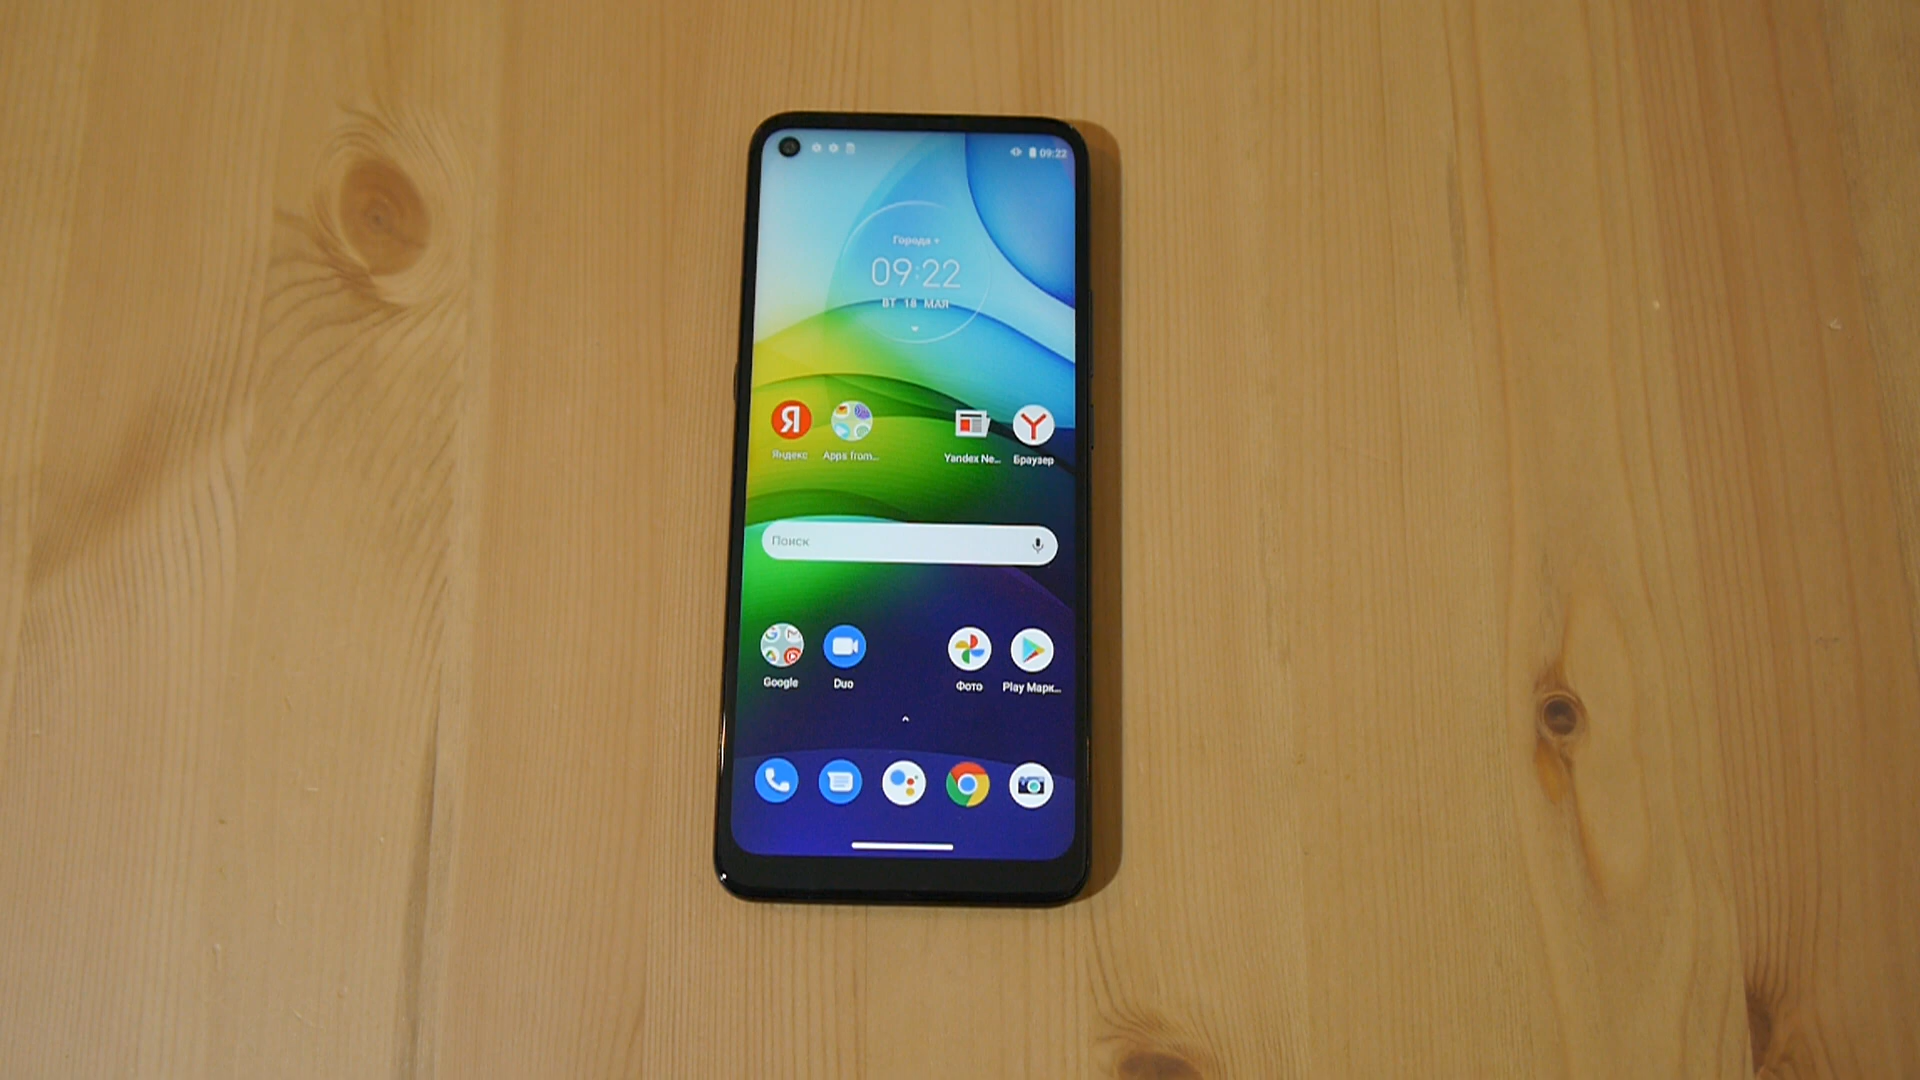 09:22
Города +
09:22
ВТ 18 МАЯ
Яндекс
Apps from...
Yandex Ne...
Браузер
Поиск
Google
Duo
Фото
Play Марк...